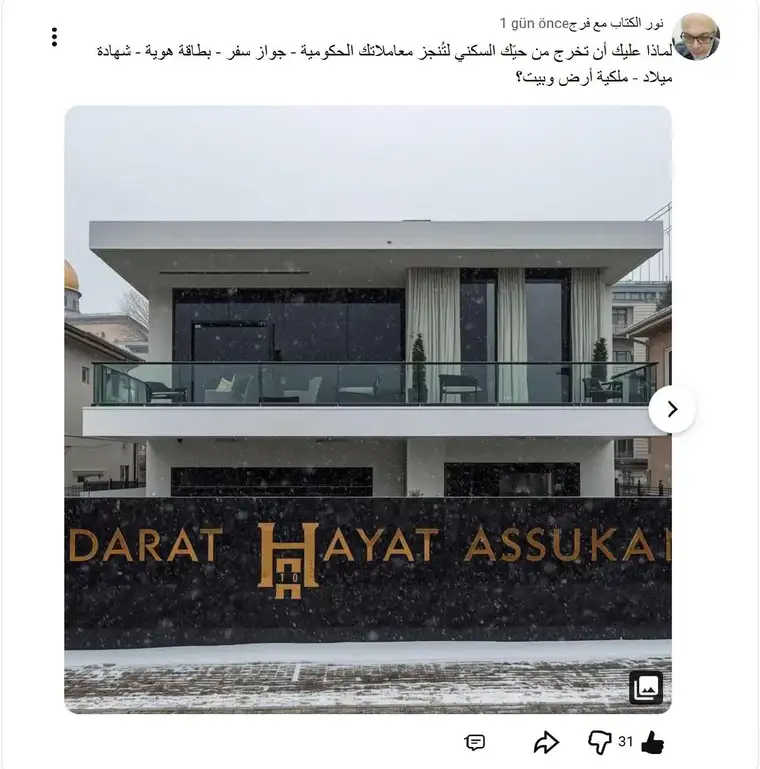 نور الكتاب مع فرج 1 gün önce
لماذا عليك أن تخرج من حيّك السكني لتُنجز معاملاتك الحكومية - جواز سفر - بطاقة هوية - شهادة
ميلاد - ملكية أرض وبيت؟
DARAT HAYAT ASSUKAN
10
31